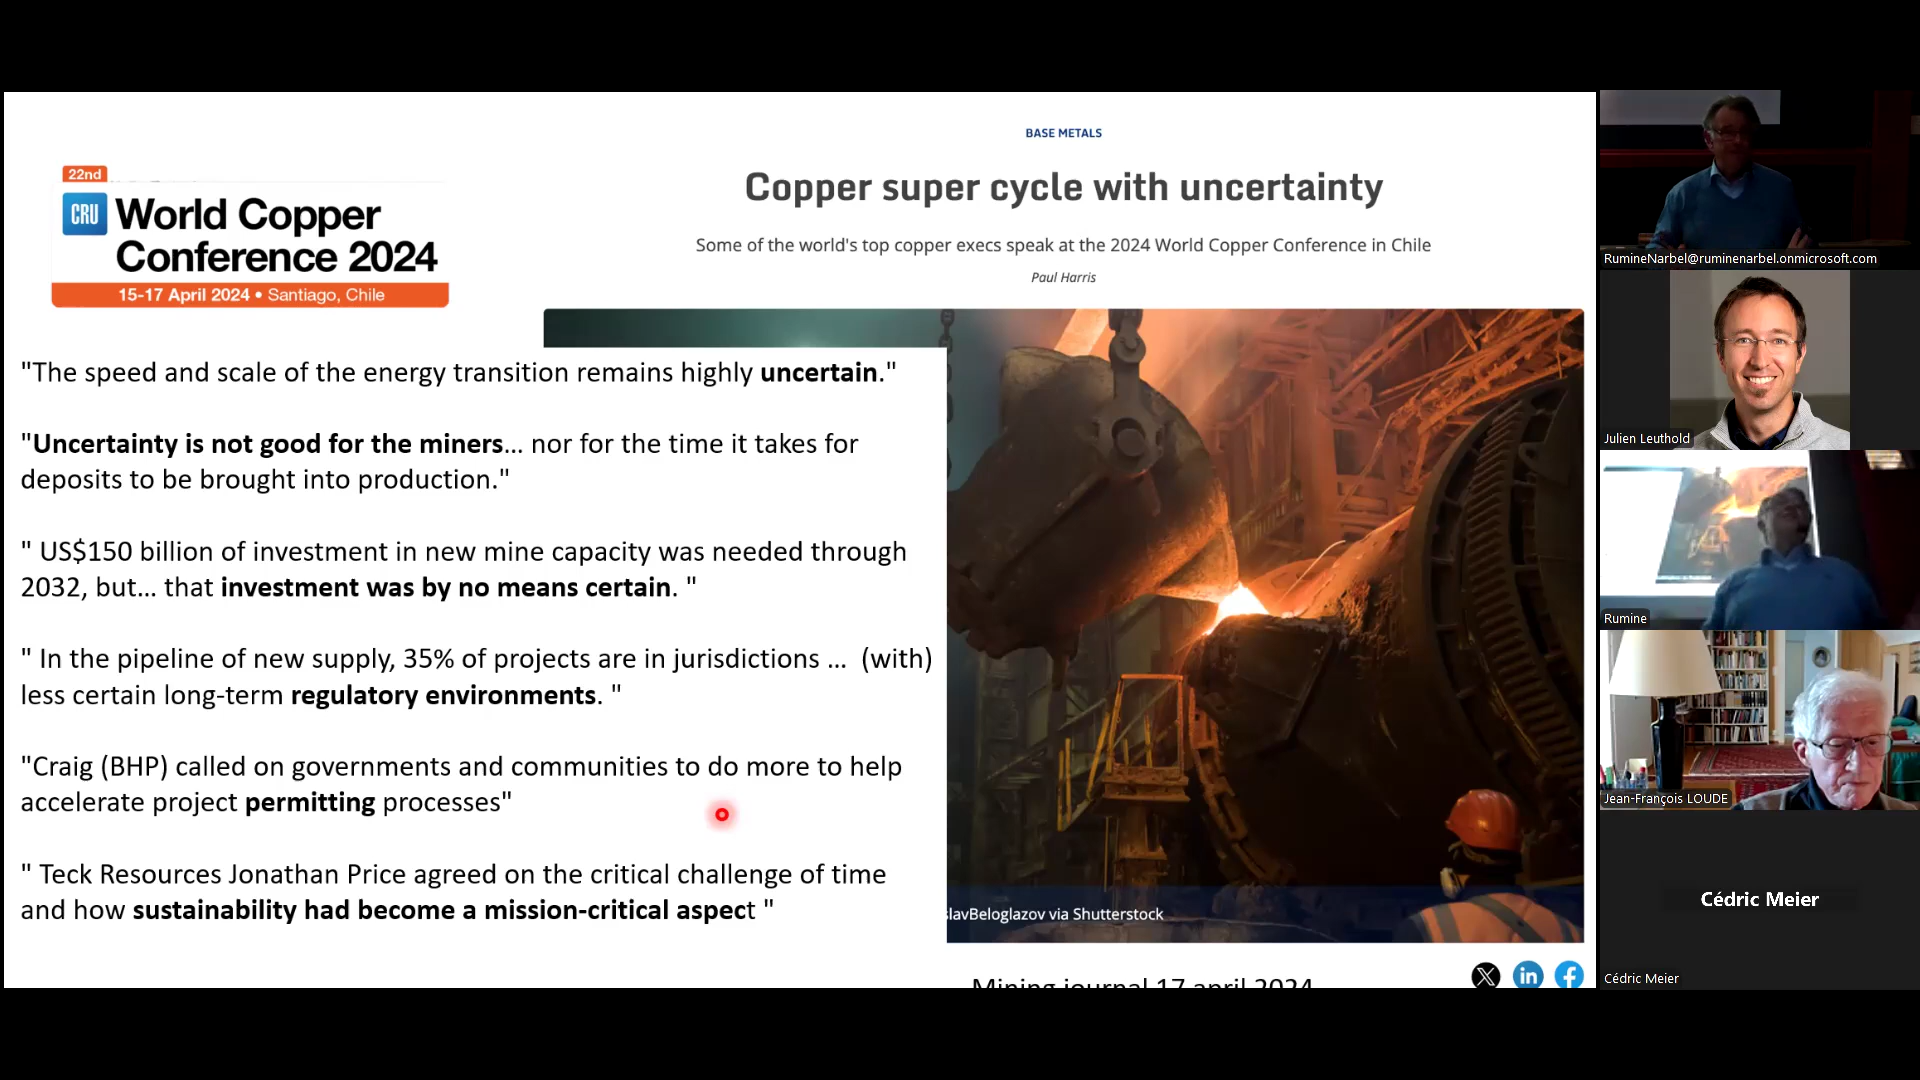 BASE METALS
22nd
CRU
World Copper
Conference 2024
15-17 April 2024 • Santiago, Chile
Copper super cycle with uncertainty
Some of the world's top copper execs speak at the 2024 World Copper Conference in Chile
Paul Harris
"The speed and scale of the energy transition remains highly uncertain."
"Uncertainty is not good for the miners... nor for the time it takes for
deposits to be brought into production."
" US$150 billion of investment in new mine capacity was needed through
2032, but... that investment was by no means certain. "
" In the pipeline of new supply, 35% of projects are in jurisdictions ... (with)
less certain long-term regulatory environments. "
"Craig (BHP) called on governments and communities to do more to help
accelerate project permitting processes"
" Teck Resources Jonathan Price agreed on the critical challenge of time
and how sustainability had become a mission-critical aspect "
slavBeloglazov via Shutterstock
Mining journal 17 april 2024
RumineNarbel@ruminenarbel.onmicrosoft.com
Julien Leuthold
Rumine
Jean-François LOUDE
Cédric Meier
Cédric Meier